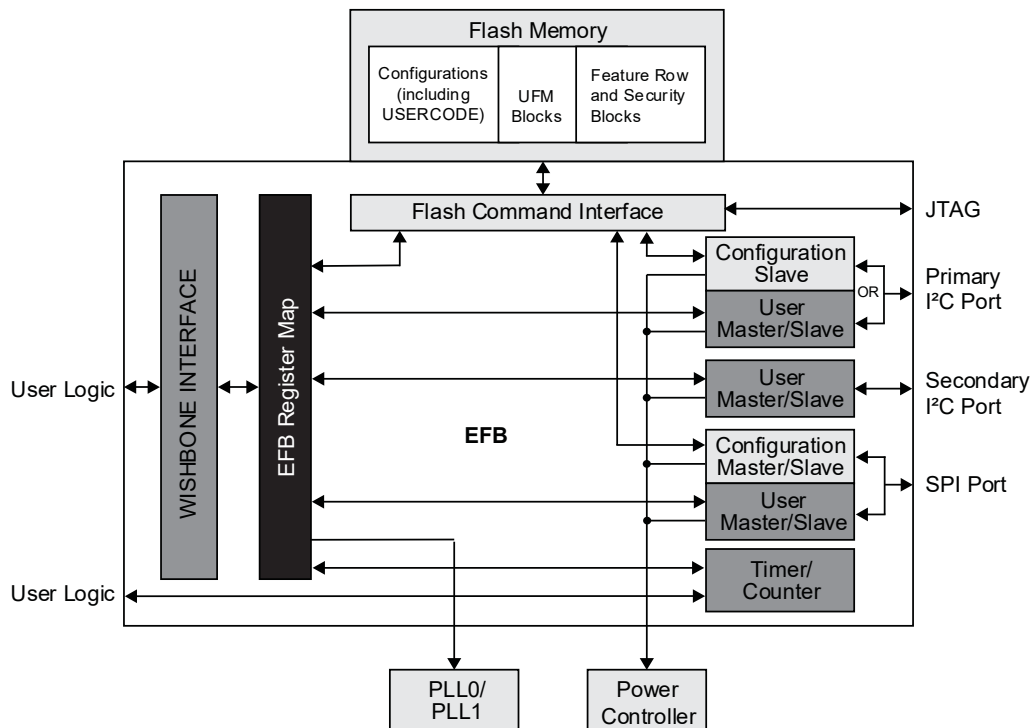 Flash Memory
Configurations
(including
USERCODE)
UFM
Blocks
Feature Row
and Security
Blocks
Flash Command Interface
JTAG
WISHBONE INTERFACE
EFB Register Map
Configuration
Slave
OR
Primary
I²C Port
User
Master/Slave
User Logic
User
Master/Slave
Secondary
I²C Port
EFB
Configuration
Master/Slave
SPI Port
User
Master/Slave
User Logic
Timer/
Counter
PLL0/
PLL1
Power
Controller